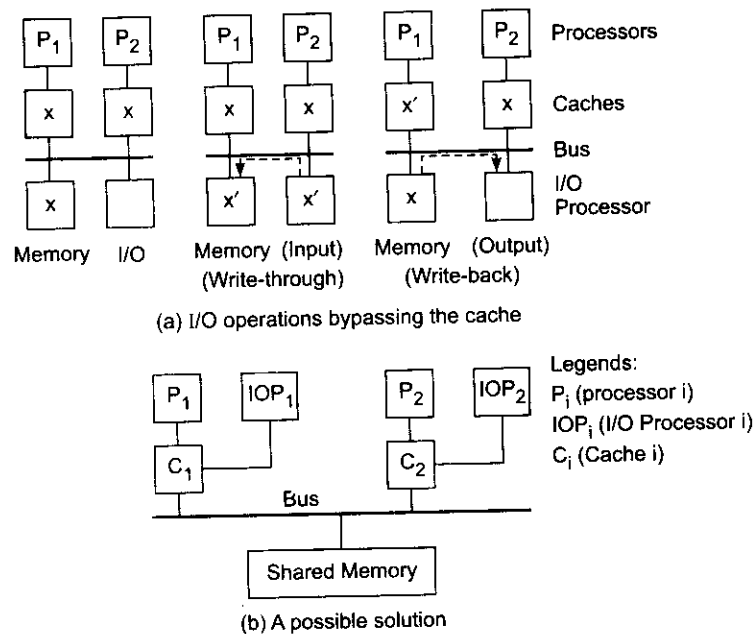 P1 P2 P1 P2 P1 P2 Processors
x x x x x′ x Caches
Bus
x x′ x′ x I/O
Processor
Memory I/O Memory (Input) Memory (Output)
(Write-through) (Write-back)
(a) I/O operations bypassing the cache
Legends:
P1 IOP1 P2 IOP2 Pi (processor i)
IOPi (I/O Processor i)
C1 C2 Ci (Cache i)
Bus
Shared Memory
(b) A possible solution